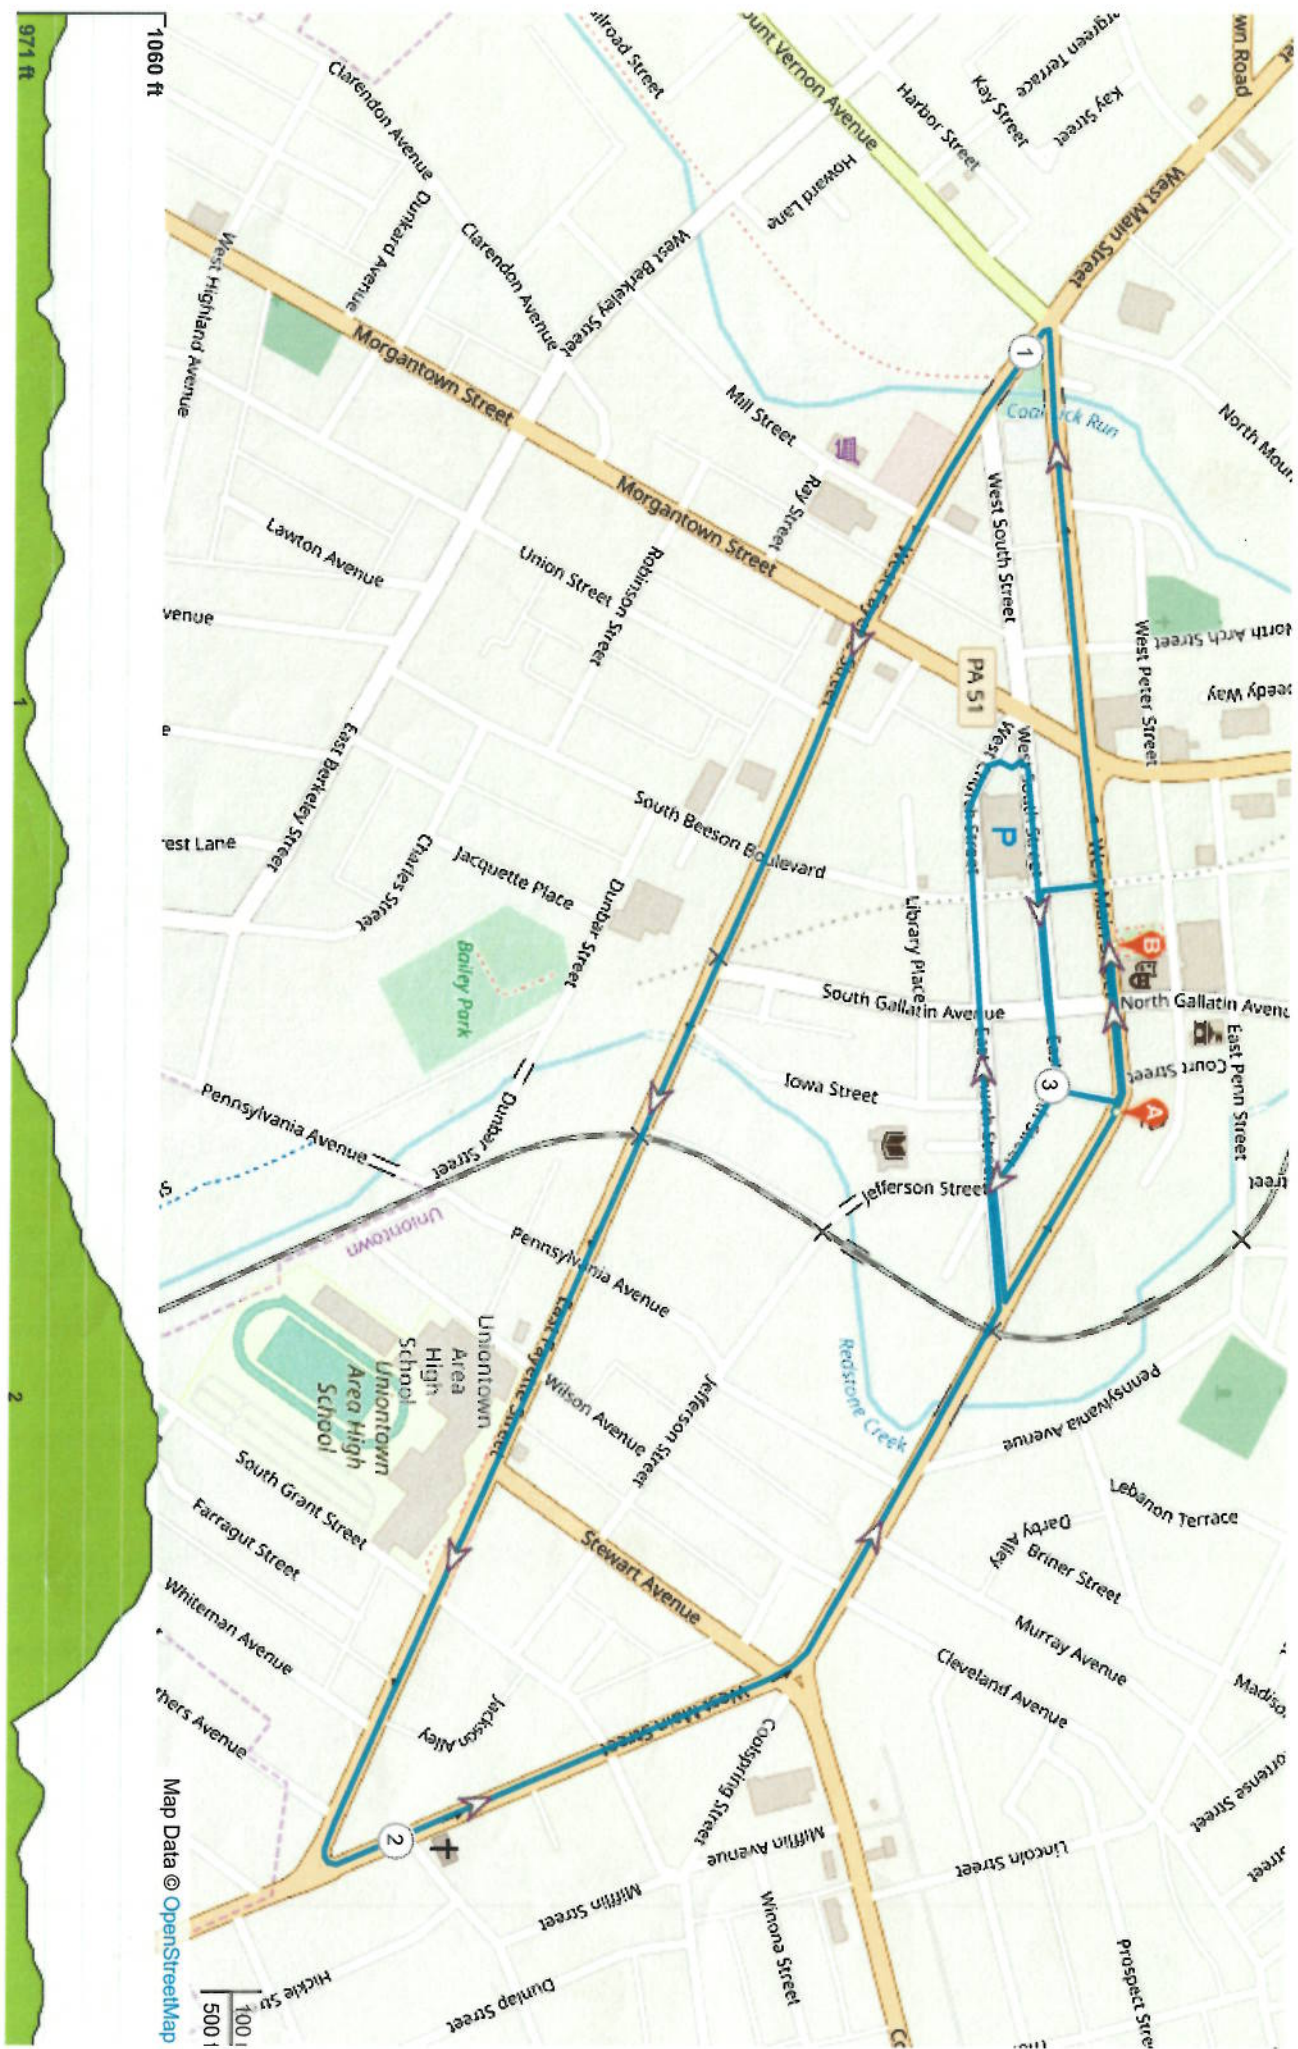 1060 ft
971 ft
1
2
West Main Street
Kay Street
Kay Street
Harbor Street
Howard Lane
West Berkeley Street
Clarendon Avenue
Dunkard Avenue
Clarendon Avenue
West Highland Avenue
Morgantown Street
Morgantown Street
Mill Street
Ray Street
West South Street
West Peter Street
PA 51
1
Lawton Avenue
Union Street
Robinson Street
East Berkeley Street
Charles Street
Jacquette Place
South Beeson Boulevard
Dunbar Street
Bailey Park
Library Place
South Gallatin Avenue
P
B
A
3
Court Street
East Penn Street
Iowa Street
Jefferson Street
Dunbar Street
Pennsylvania Avenue
Uniontown
Pennsylvania Avenue
East Fayette Street
Uniontown
Area
High
School
Uniontown
Area High
School
Wilson Avenue
Jefferson Street
Redstone Creek
Pennsylvania Avenue
Lebanon Terrace
Darby Alley
Briner Street
Murray Avenue
Cleveland Avenue
Stewart Avenue
South Grant Street
Farragut Street
Whiteman Avenue
Jackson Alley
West Main Street
Coolspring Street
Mifflin Avenue
Lincoln Street
Mifflin Street
Winona Street
Dunlap Street
2
Map Data © OpenStreetMap